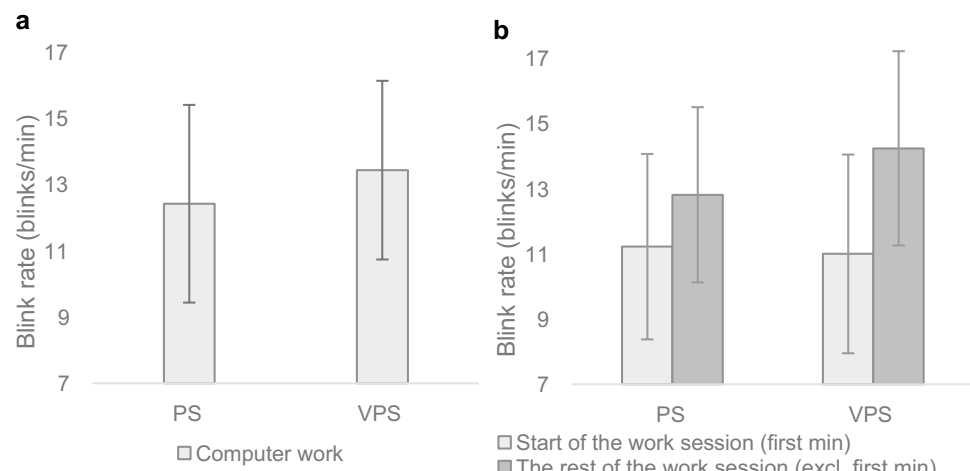 a
17
15
13
11
9
7
Blink rate (blinks/min)
PS
VPS
Computer work
b
17
15
13
11
9
7
Blink rate (blinks/min)
PS
VPS
Start of the work session (first min)
The rest of the work session (excl. first min)